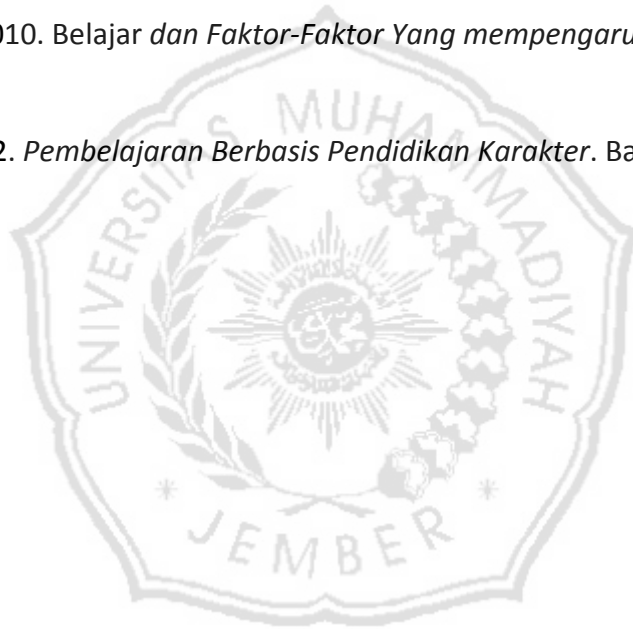 010. Belajar dan Faktor-Faktor Yang mempengaru
2. Pembelajaran Berbasis Pendidikan Karakter. Ba
UNIVERSITAS MUHAMMADIYAH
JEMBER